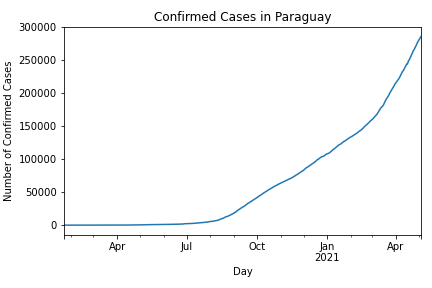 Confirmed Cases in Paraguay
300000
250000
200000
150000
100000
50000
0
Number of Confirmed Cases
Apr
Jul
Oct
Jan
2021
Apr
Day